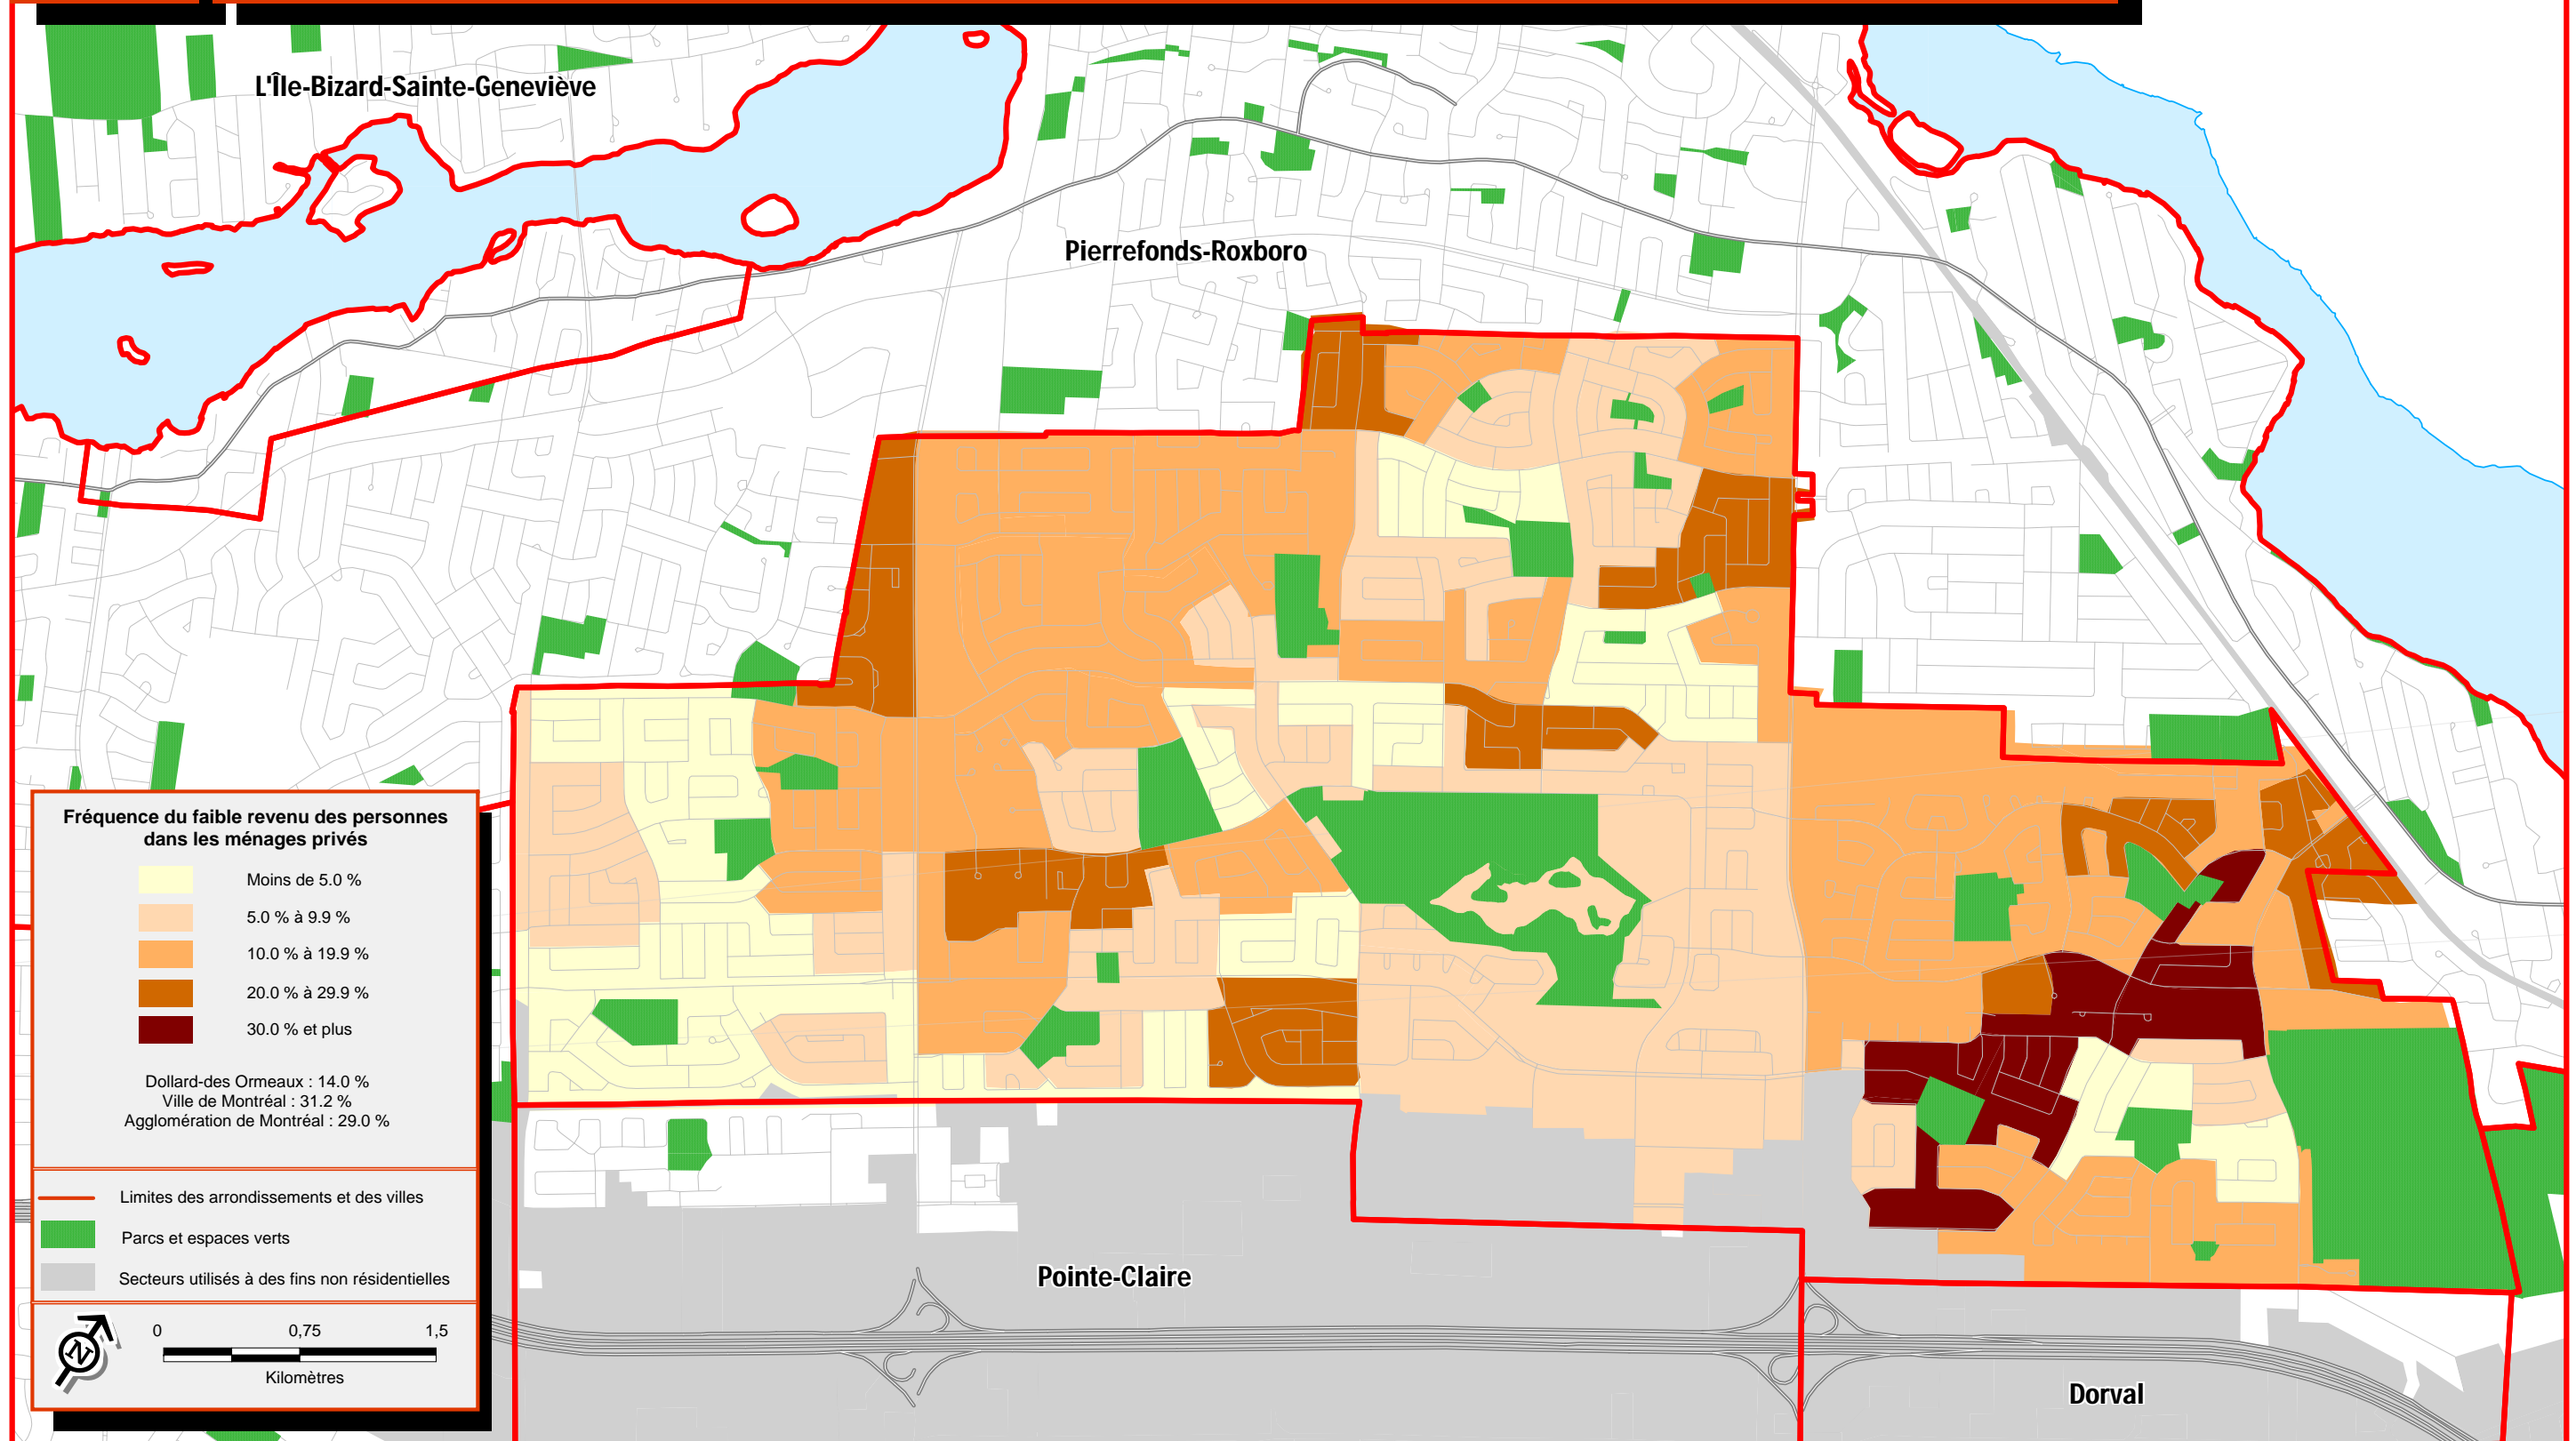 L'Île-Bizard-Sainte-Geneviève
Pierrefonds-Roxboro
Fréquence du faible revenu des personnes
dans les ménages privés
Moins de 5.0 %
5.0 % à 9.9 %
10.0 % à 19.9 %
20.0 % à 29.9 %
30.0 % et plus
Dollard-des Ormeaux : 14.0 %
Ville de Montréal : 31.2 %
Agglomération de Montréal : 29.0 %
Limites des arrondissements et des villes
Parcs et espaces verts
Secteurs utilisés à des fins non résidentielles
N
0 0,75 1,5
Kilomètres
Pointe-Claire
Dorval